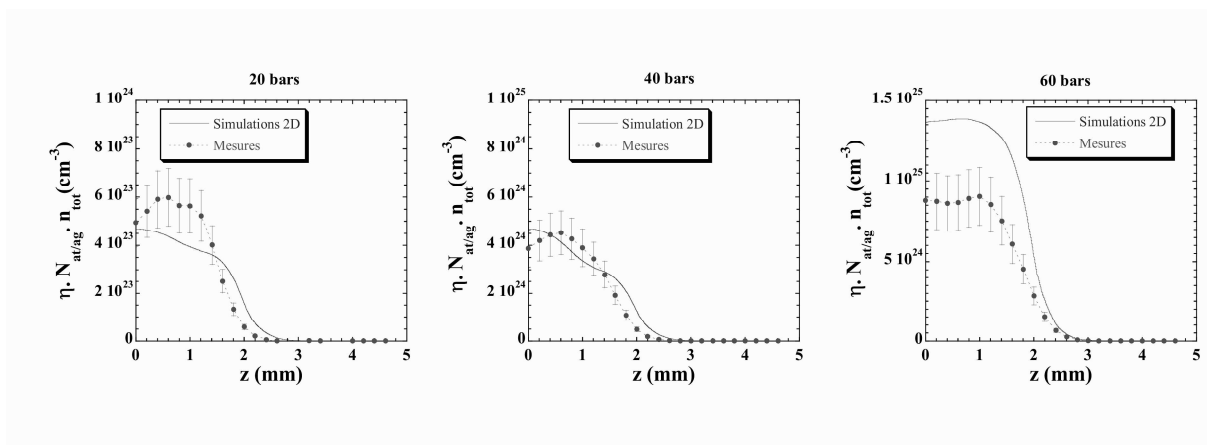 20 bars
1 10^24
8 10^23
6 10^23
4 10^23
2 10^23
0
η. N_at/ag. n_tot(cm^-3)
Simulations 2D
Mesures
0 1 2 3 4 5
z (mm)
40 bars
1 10^25
8 10^24
6 10^24
4 10^24
2 10^24
0
η. N_at/ag. n_tot(cm^-3)
Simulation 2D
Mesures
0 1 2 3 4 5
z (mm)
60 bars
1.5 10^25
1 10^25
5 10^24
0
η. N_at/ag. n_tot(cm^-3)
Simulation 2D
Mesures
0 1 2 3 4 5
z (mm)